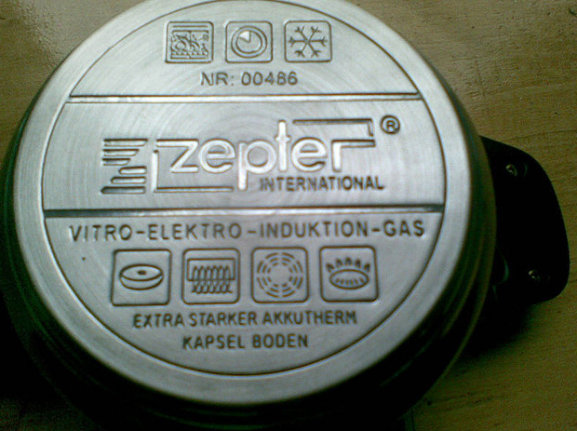 NR: 00486
zepter®
INTERNATIONAL
VITRO-ELEKTRO-INDUKTION-GAS
EXTRA STARKER AKKUTHERM
KAPSEL BODEN